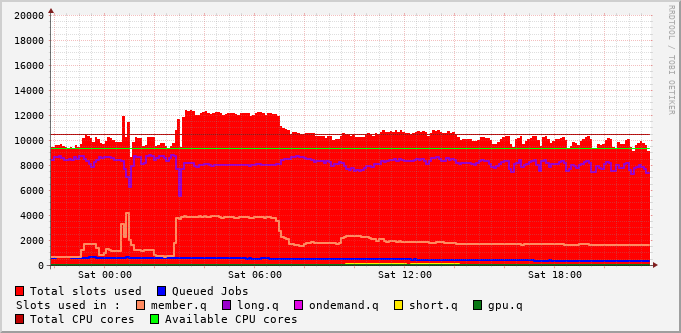 20000
18000
16000
14000
12000
10000
8000
6000
4000
2000
0
Sat 00:00 Sat 06:00 Sat 12:00 Sat 18:00
Total slots used Queued Jobs
Slots used in : member.q long.q ondemand.q short.q gpu.q
Total CPU cores Available CPU cores
RRDTOOL / TOBI OETIKER